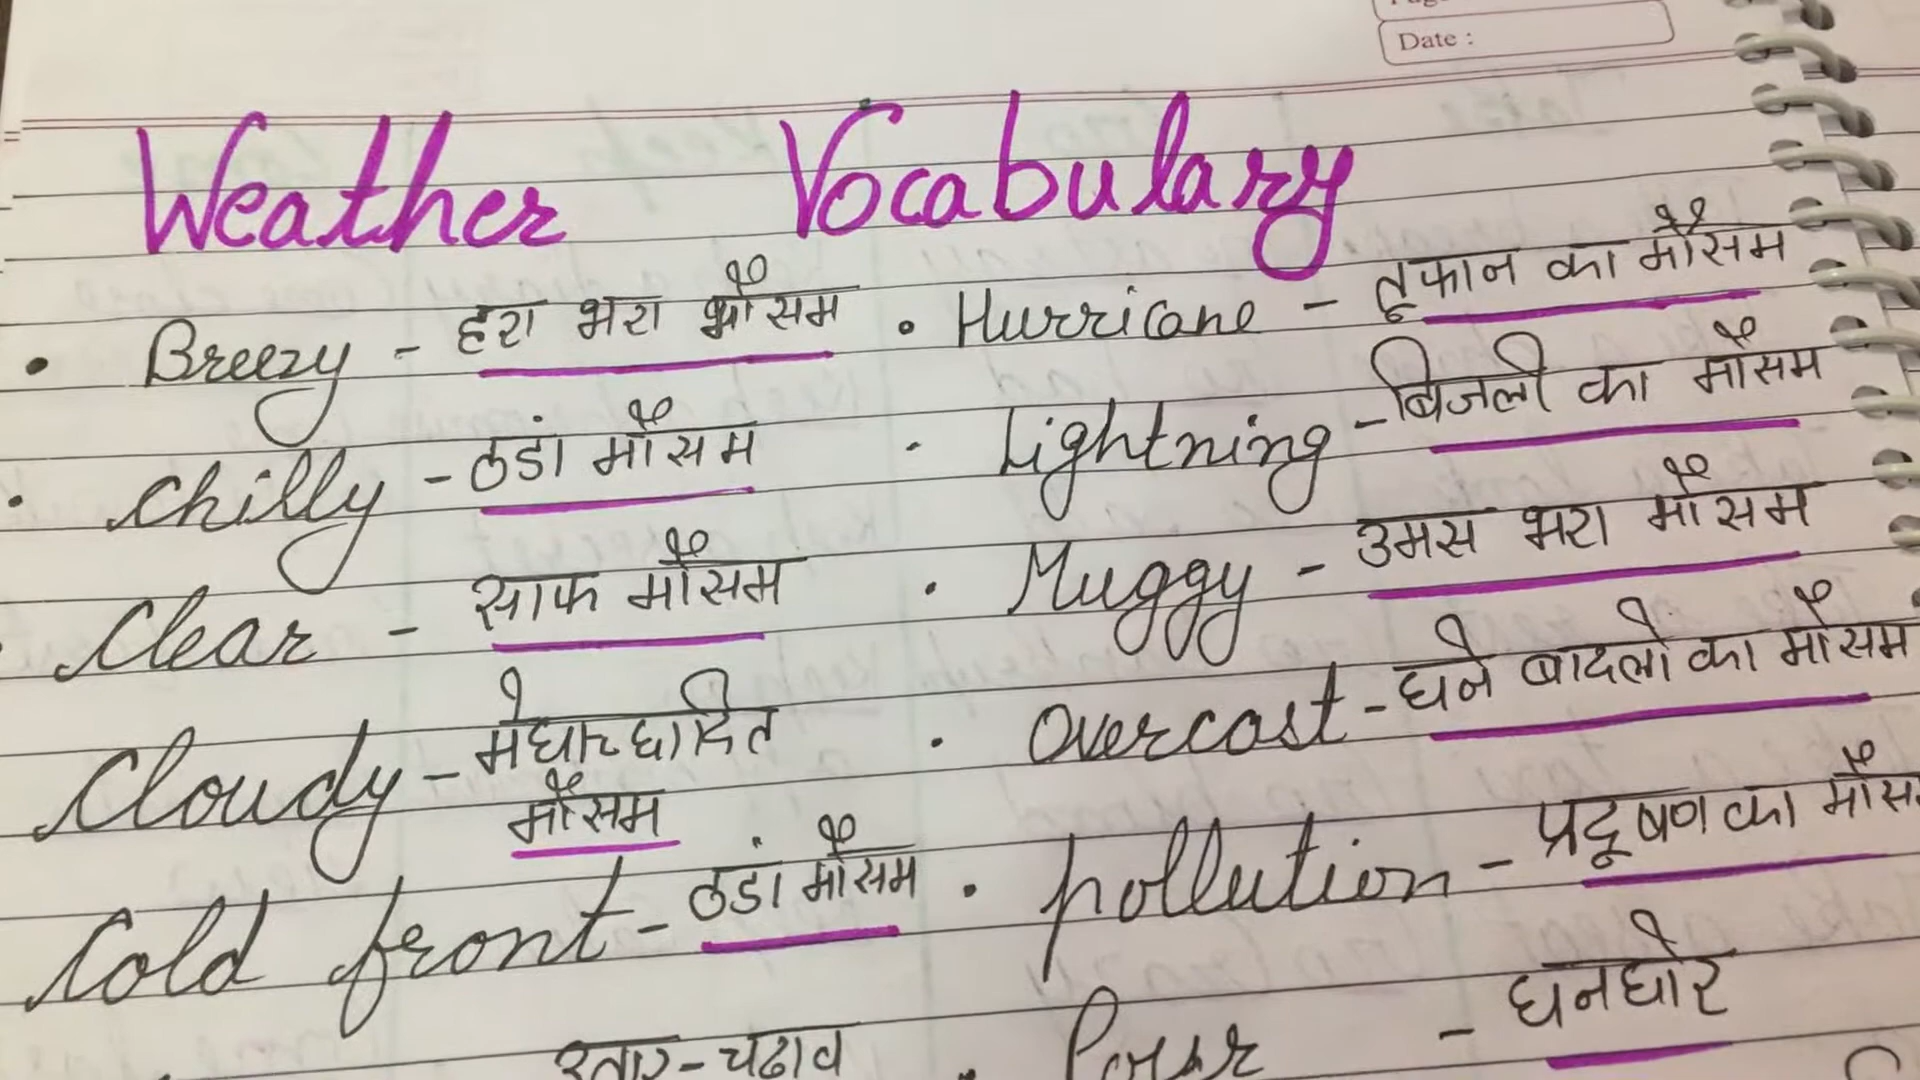 Date :
Weather Vocabulary
• Breezy - हरा भरा मौसम • Hurricane - तूफान का मौसम
• Chilly - ठंडा मौसम • Lightning - बिजली का मौसम
Clear - साफ मौसम • Muggy - उमस भरा मौसम
Cloudy - मेघाच्छादित • Overcast - घने बादलो का मौसम
मौसम
Cold front - ठंडा मौसम • pollution - प्रदूषण का
- घनघोर
चढाव